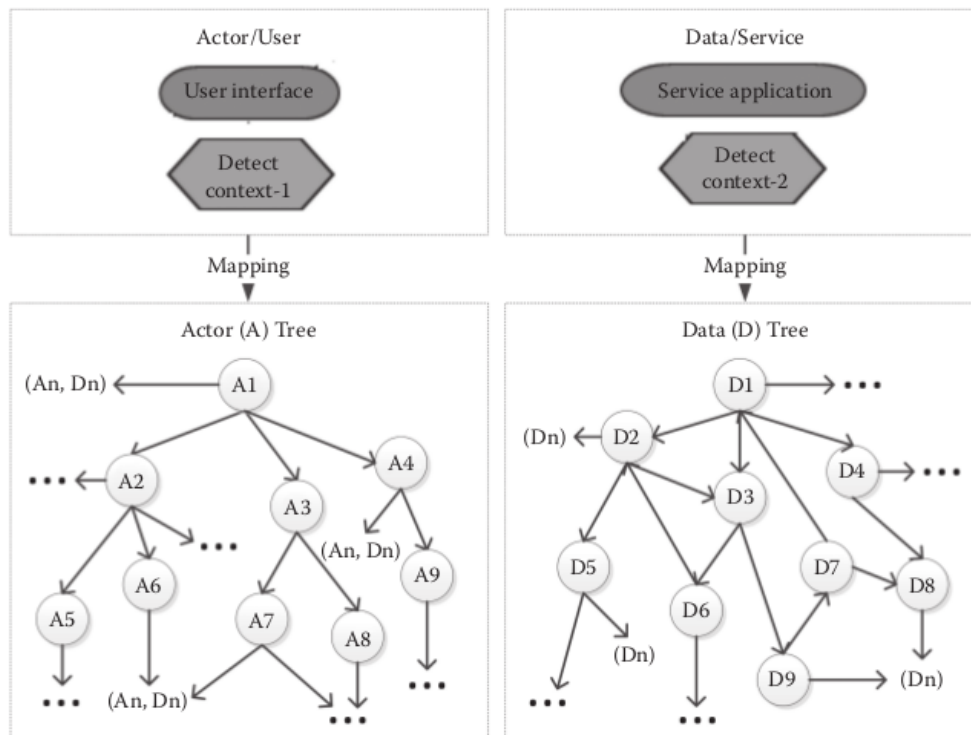 Actor/User
User interface
Detect
context-1
Mapping
Actor (A) Tree
(An, Dn)
A1
A2
A3
A4
(An, Dn)
A5
A6
A7
A8
A9
(An, Dn)
Data/Service
Service application
Detect
context-2
Mapping
Data (D) Tree
D1
(Dn)
D2
D3
D4
D5
D6
D7
D8
(Dn)
D9
(Dn)